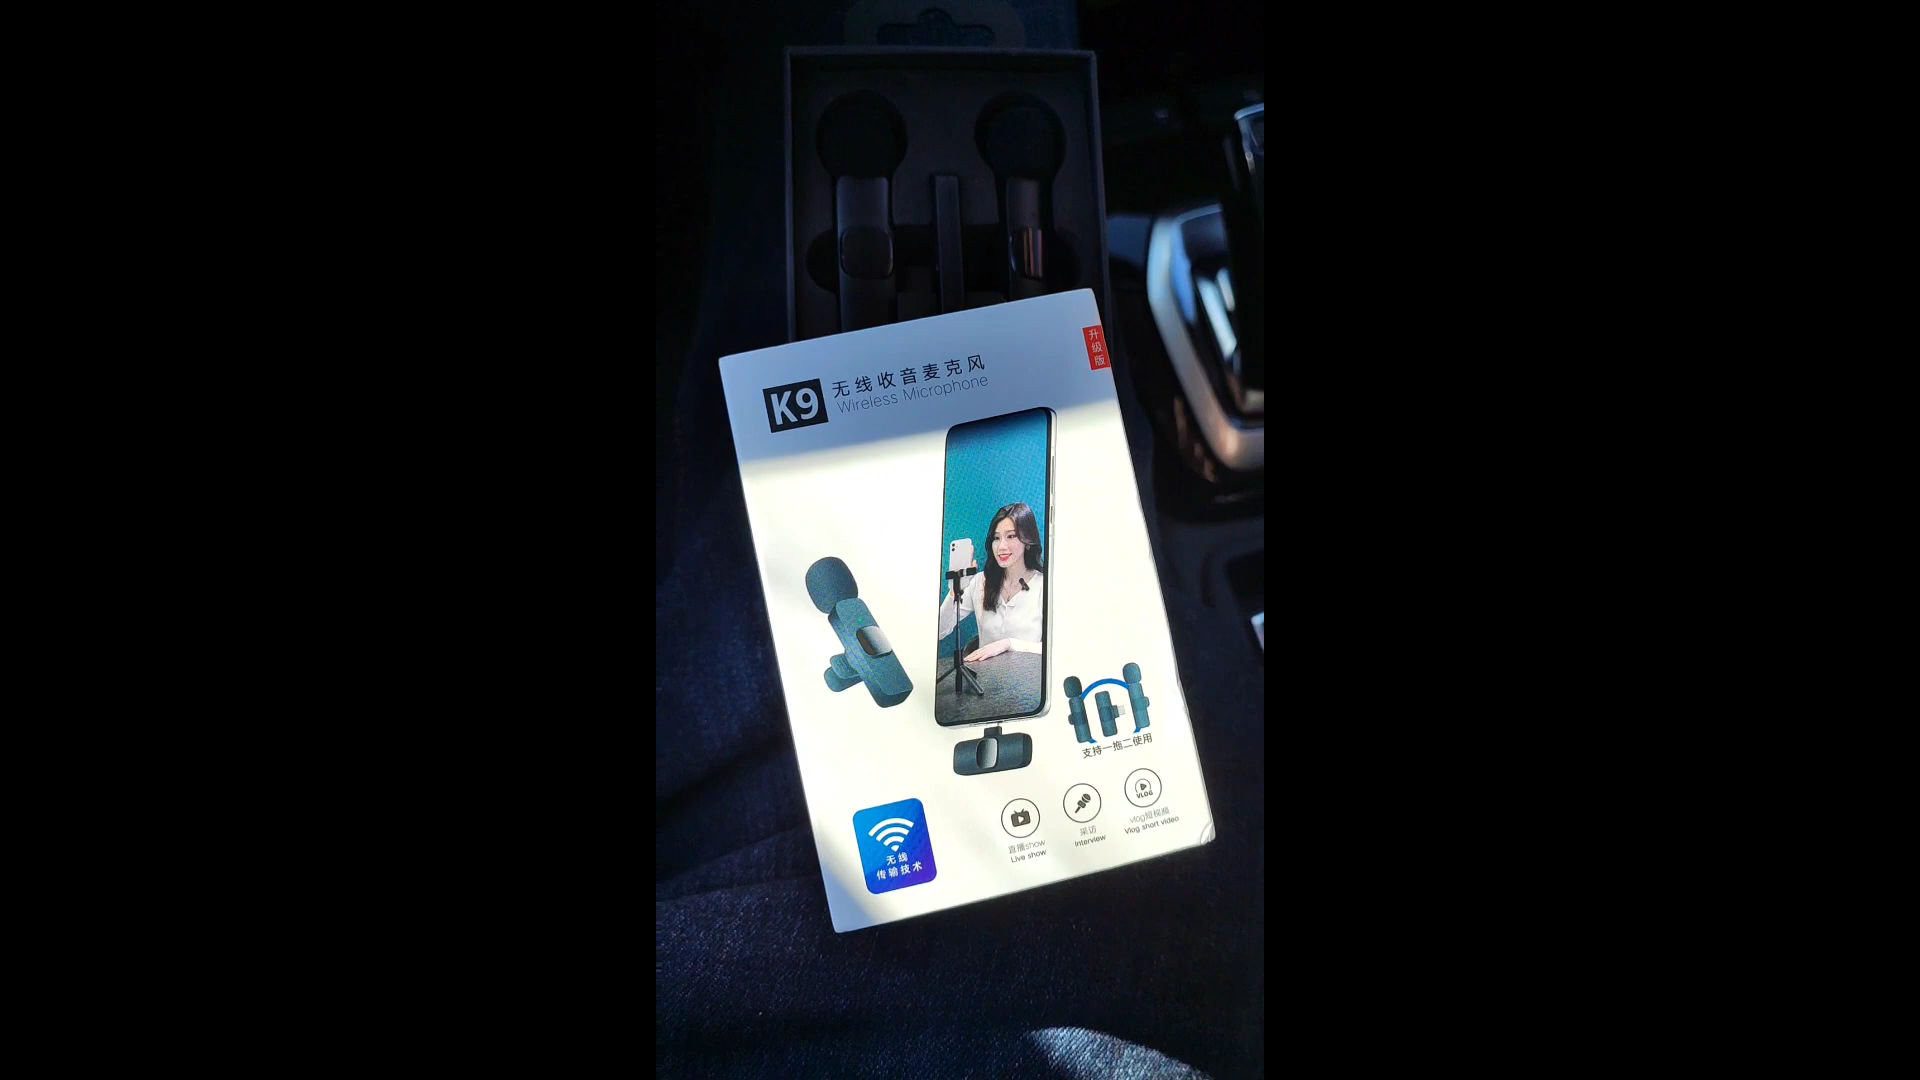 K9
无线收音麦克风
Wireless Microphone
升级版
支持一拖二使用
无线
传输技术
直播show
Live show
采访
Interview
VLOG
vlog短视频
Vlog short video